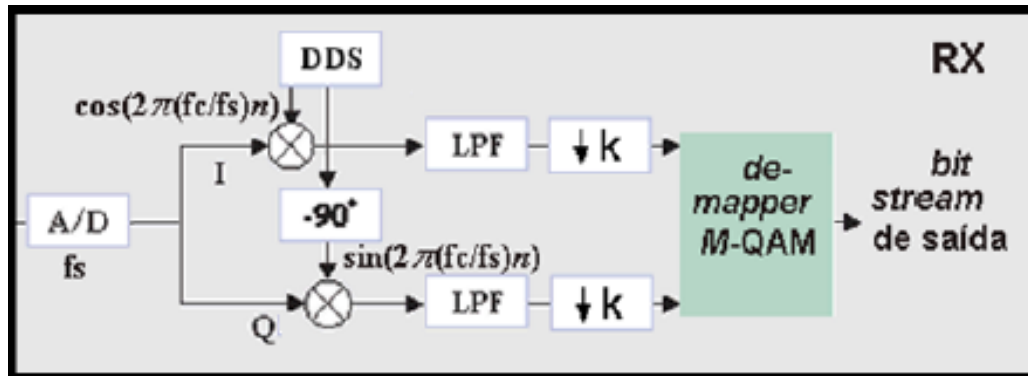 DDS
RX
cos(2π(fc/fs)n)
LPF
↓ k
I
de-
mapper
M-QAM
bit
stream
de saída
A/D
fs
-90°
sin(2π(fc/fs)n)
Q
LPF
↓ k